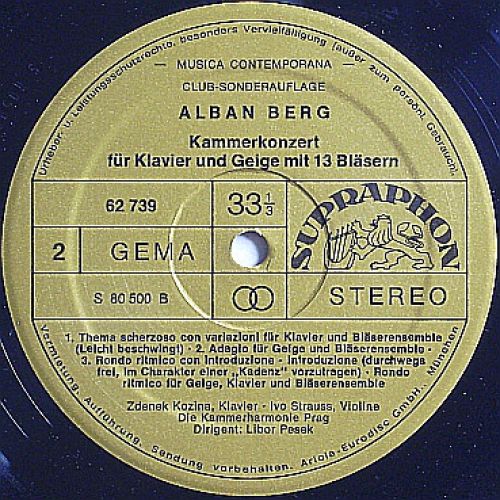 Urheber- u. Leistungsschutzrechte, besonders Vervielfältigung (außer zum persönl. Gebrauch),
— MUSICA CONTEMPORANA —
CLUB-SONDERAUFLAGE
ALBAN BERG
Kammerkonzert
für Klavier und Geige mit 13 Bläsern
62 739
33 1/3
SUPRAPHON
2
GEMA
S 80 500 B
STEREO
1. Thema scherzoso con variazioni für Klavier und Bläserensemble
(Leicht beschwingt) · 2. Adagio für Geige und Bläserensemble ·
3. Rondo ritmico con Introduzione - Introduzione (durchwegs
frei, im Charakter einer „Kadenz" vorzutragen) · Rondo
ritmico für Geige, Klavier und Bläserensemble
Zdenek Kozina, Klavier - Ivo Strauss, Violine
Die Kammerharmonie Prag
Dirigent: Libor Pesek
Vermietung, Aufführung, Sendung vorbehalten. Ariola-Eurodisc GmbH., München